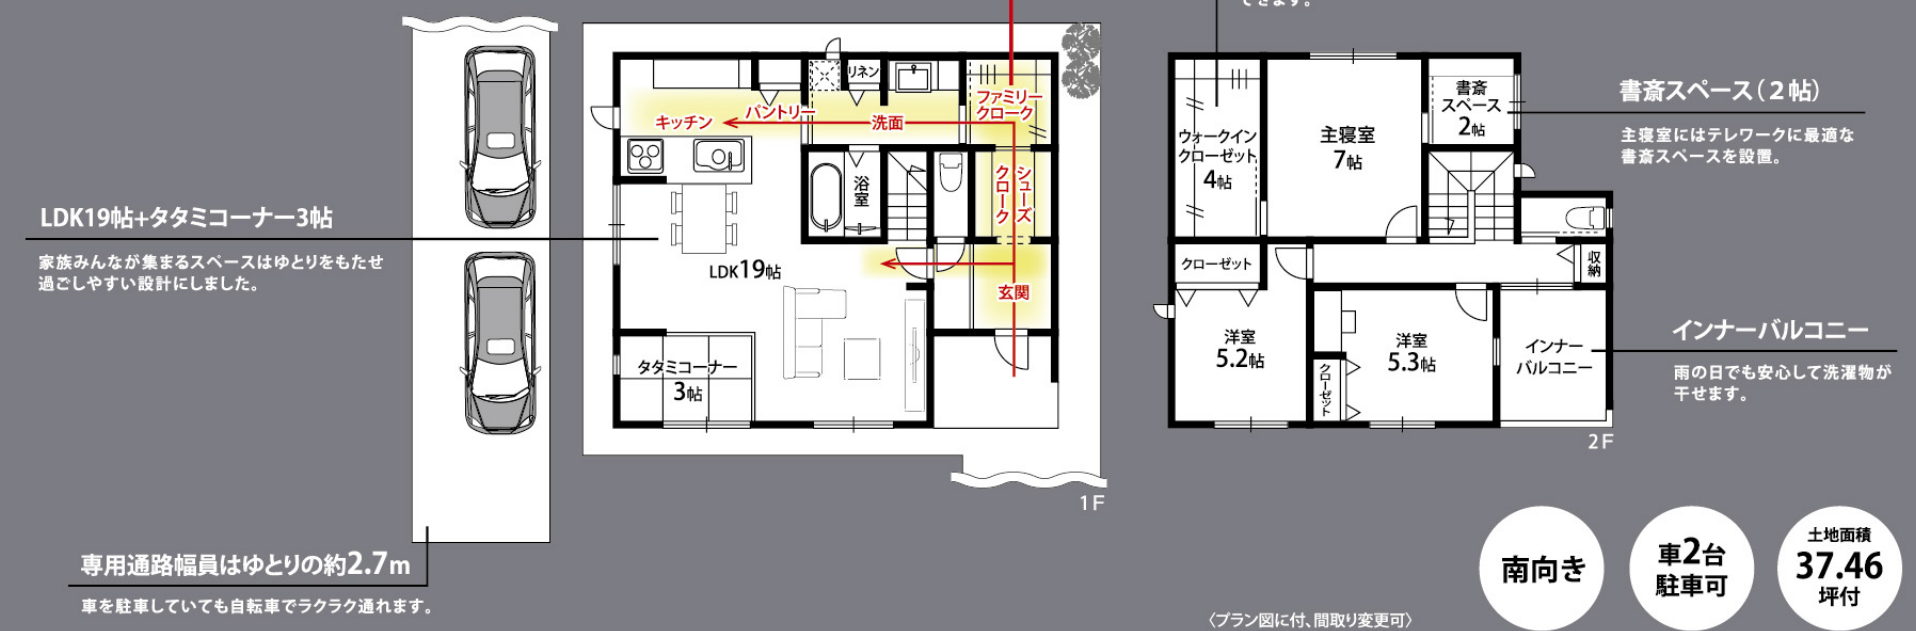 できます。
リネン
ファミリー
クローク
パントリー
キッチン
洗面
浴室
シューズ
クローク
LDK19帖
玄関
タタミコーナー
3帖
1F
LDK19帖+タタミコーナー3帖
家族みんなが集まるスペースはゆとりをもたせ
過ごしやすい設計にしました。
専用通路幅員はゆとりの約2.7m
車を駐車していても自転車でラクラク通れます。
ウォークイン
クローゼット
4帖
主寝室
7帖
書斎
スペース
2帖
クローゼット
収納
洋室
5.2帖
洋室
5.3帖
クローゼット
インナー
バルコニー
2F
書斎スペース(2帖)
主寝室にはテレワークに最適な
書斎スペースを設置。
インナーバルコニー
雨の日でも安心して洗濯物が
干せます。
南向き
車2台
駐車可
土地面積
37.46
坪付
〈プラン図に付、間取り変更可〉